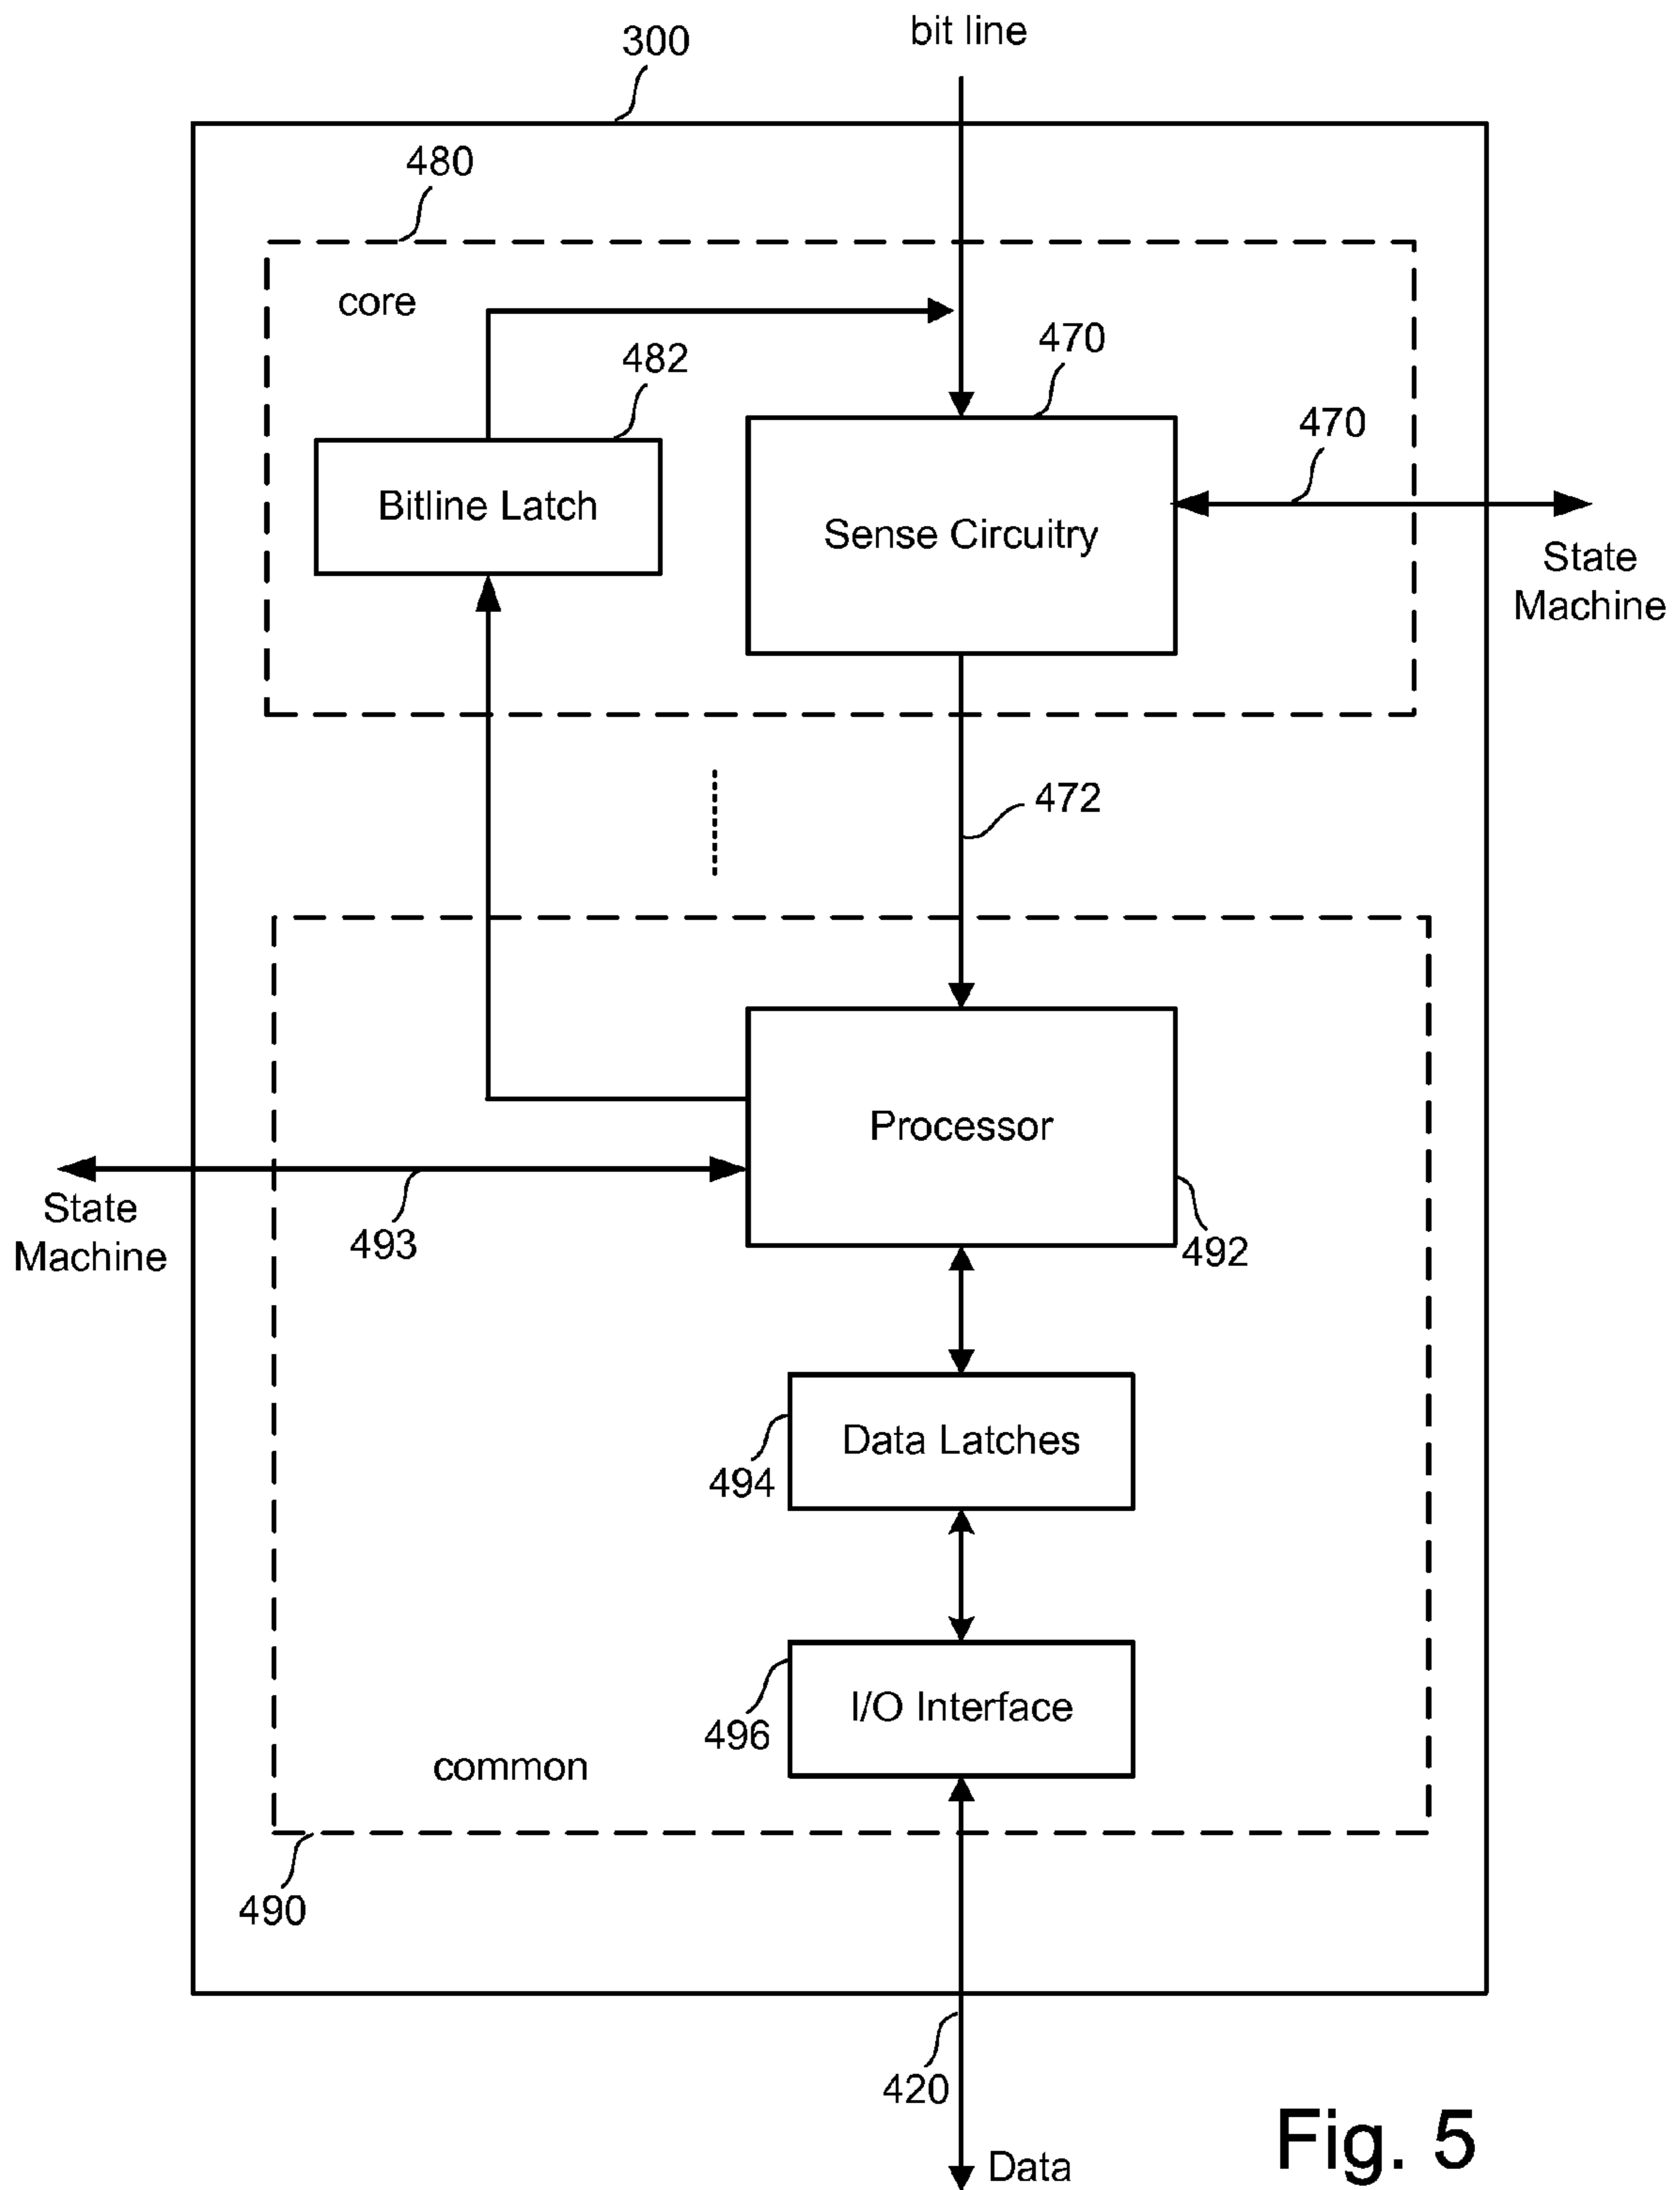 bit line
300
480
core
470
482
470
Bitline Latch
Sense Circuitry
State
Machine
472
Processor
State
Machine
493
492
Data Latches
494
I/O Interface
496
common
490
420
Data
Fig. 5